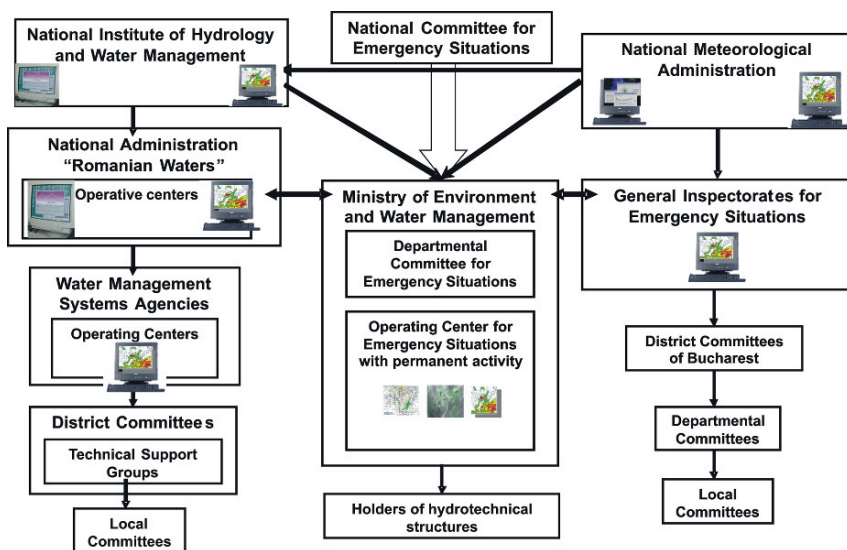 National Institute of Hydrology
and Water Management
National Committee for
Emergency Situations
National Meteorological
Administration
National Administration
“Romanian Waters”
Operative centers
Ministry of Environment
and Water Management
Departmental
Committee for
Emergency Situations
Operating Center for
Emergency Situations
with permanent activity
General Inspectorates for
Emergency Situations
Water Management
Systems Agencies
Operating Centers
District Committees
of Bucharest
District Committees
Technical Support
Groups
Departmental
Committees
Local
Committees
Holders of hydrotechnical
structures
Local
Committees